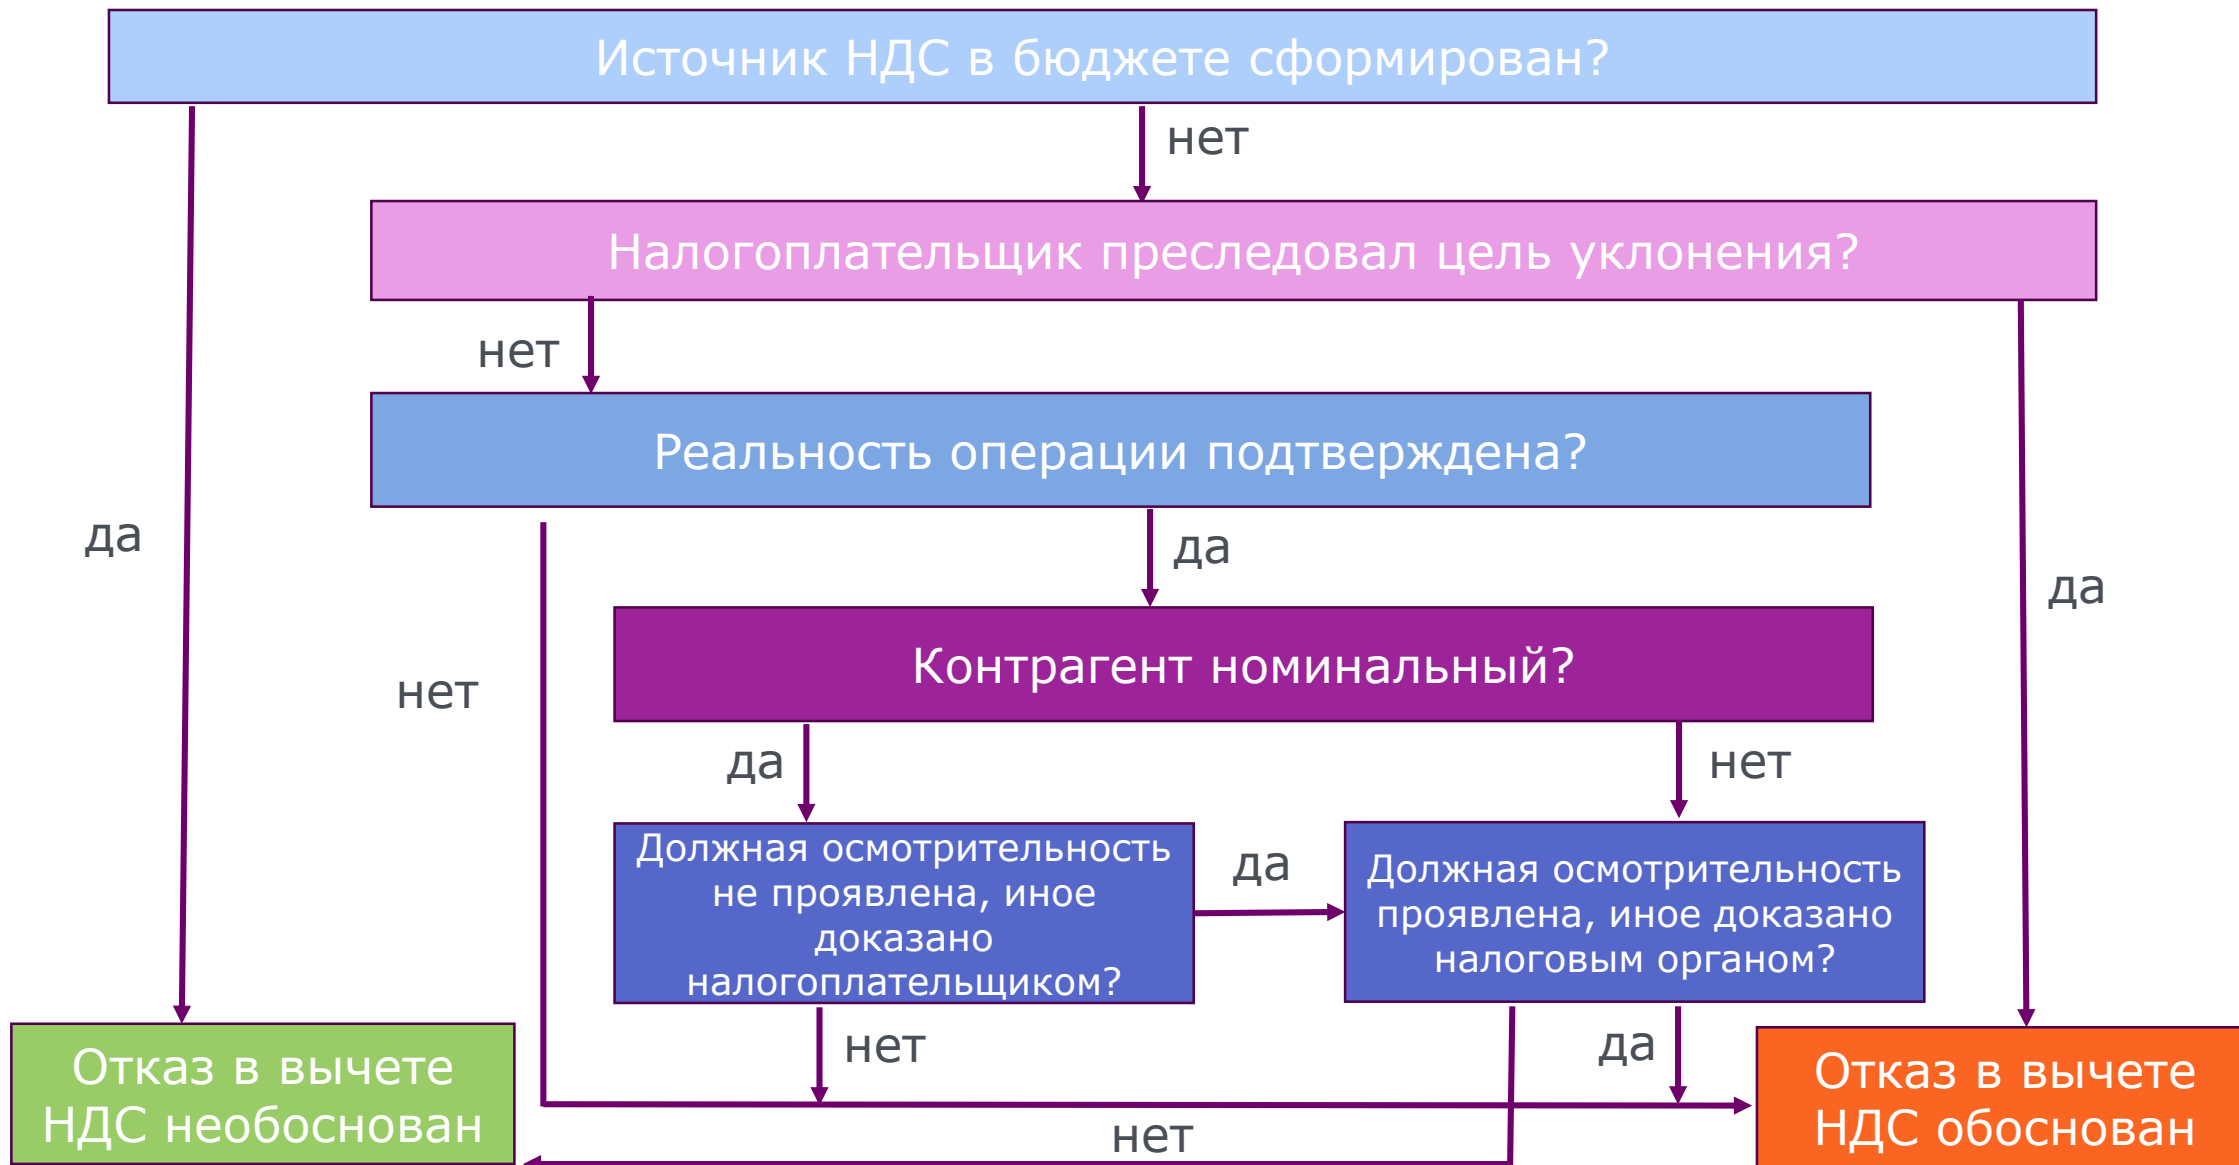 Источник НДС в бюджете сформирован?
нет
Налогоплательщик преследовал цель уклонения?
нет
Реальность операции подтверждена?
да
да
да
Контрагент номинальный?
нет
да
нет
Должная осмотрительность
не проявлена, иное
доказано
налогоплательщиком?
да
Должная осмотрительность
проявлена, иное доказано
налоговым органом?
нет
да
Отказ в вычете
НДС необоснован
нет
Отказ в вычете
НДС обоснован